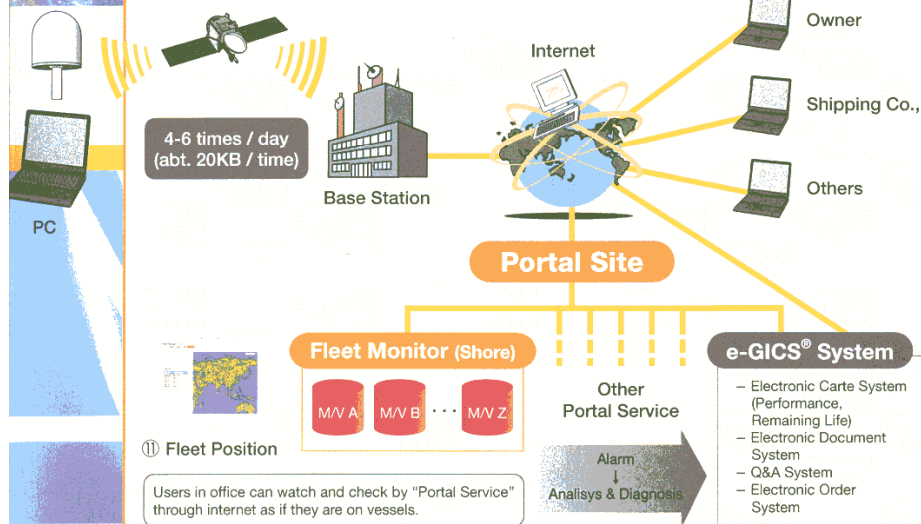 Owner
Internet
Shipping Co.,
4-6 times / day
(abt. 20KB / time)
Base Station
Others
PC
Portal Site
Fleet Monitor (Shore)
e-GICS® System
M/V A
M/V B
· · ·
M/V Z
Other
Portal Service
– Electronic Carte System
(Performance,
Remaining Life)
– Electronic Document
System
– Q&A System
– Electronic Order
System
⑪ Fleet Position
Alarm
↓
Analisys & Diagnosis
Users in office can watch and check by “Portal Service”
through internet as if they are on vessels.